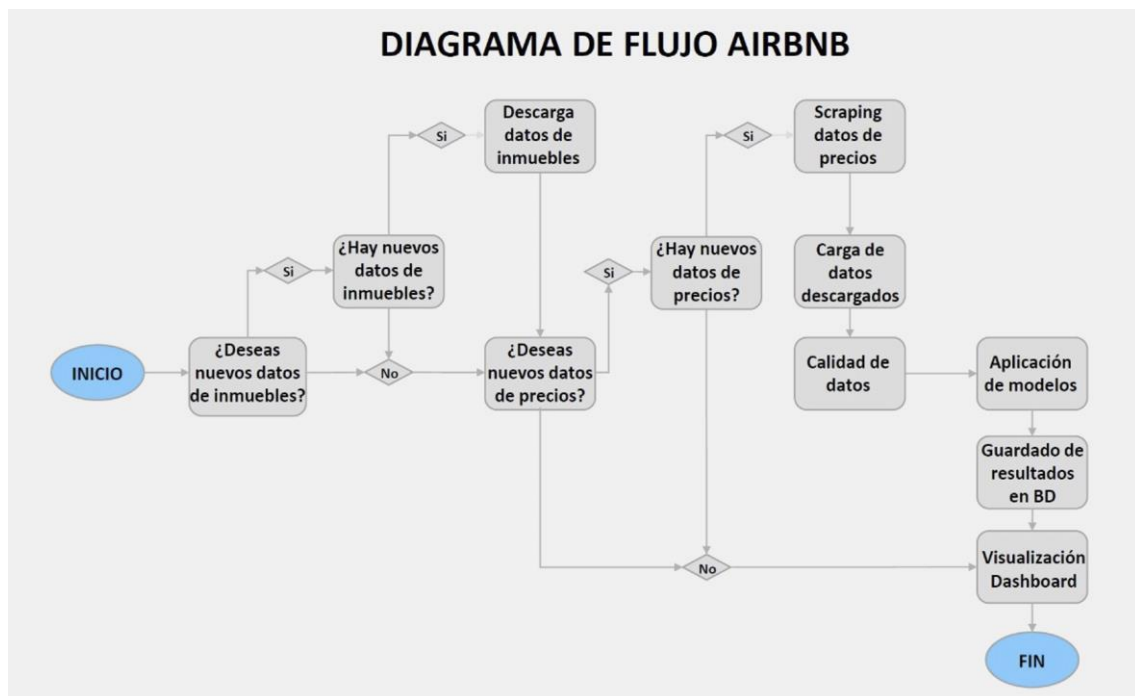 DIAGRAMA DE FLUJO AIRBNB
Si
Descarga
datos de
inmuebles
Si
Scraping
datos de
precios
Si
¿Hay nuevos
datos de
inmuebles?
Si
¿Hay nuevos
datos de
precios?
Carga de
datos
descargados
INICIO
¿Deseas
nuevos datos
de inmuebles?
No
¿Deseas
nuevos datos
de precios?
Calidad de
datos
Aplicación
de modelos
Guardado de
resultados
en BD
No
Visualización
Dashboard
FIN